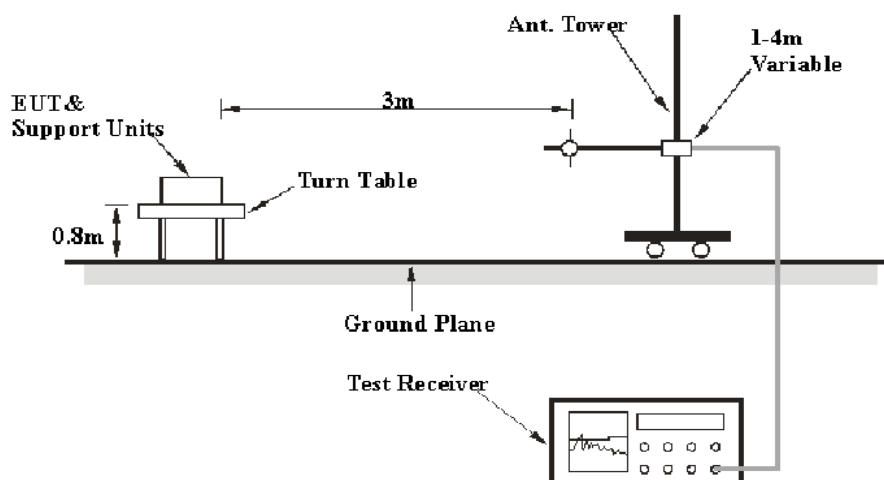 Ant. Tower
1-4m
Variable
3m
EUT&
Support Units
Turn Table
0.8m
Ground Plane
Test Receiver